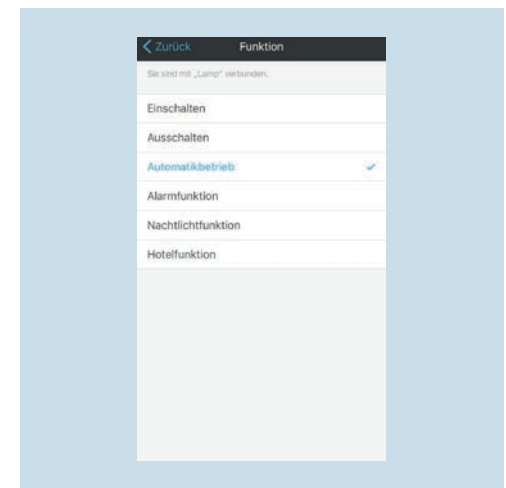 Zurück Funktion
Sie sind mit „Lamp" verbunden.
Einschalten
Ausschalten
Automatikbetrieb
Alarmfunktion
Nachtlichtfunktion
Hotelfunktion